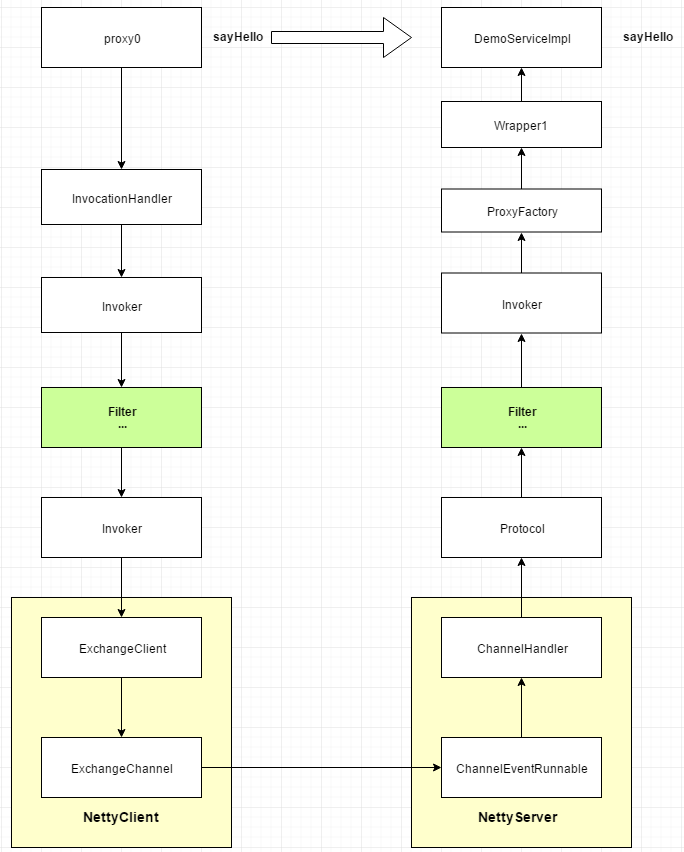 proxy0
sayHello
DemoServiceImpl
sayHello
Wrapper1
InvocationHandler
ProxyFactory
Invoker
Invoker
Filter
...
Filter
...
Invoker
Protocol
ExchangeClient
ChannelHandler
ExchangeChannel
ChannelEventRunnable
NettyClient
NettyServer